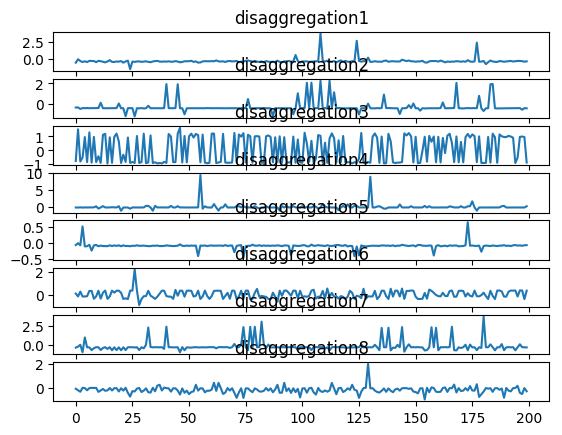 disaggregation1
2.5
0.0
disaggregation2
2
0
disaggregation3
1
0
-1
disaggregation4
10
5
0
disaggregation5
0.5
0.0
-0.5
disaggregation6
2
0
disaggregation7
2.5
0.0
disaggregation8
2
0
0 25 50 75 100 125 150 175 200